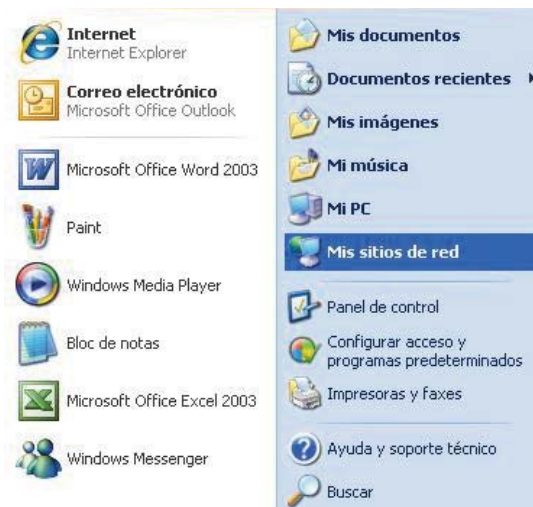 Internet
Internet Explorer
Correo electrónico
Microsoft Office Outlook
Microsoft Office Word 2003
Paint
Windows Media Player
Bloc de notas
Microsoft Office Excel 2003
Windows Messenger
Mis documentos
Documentos recientes
Mis imágenes
Mi música
Mi PC
Mis sitios de red
Panel de control
Configurar acceso y
programas predeterminados
Impresoras y faxes
Ayuda y soporte técnico
Buscar